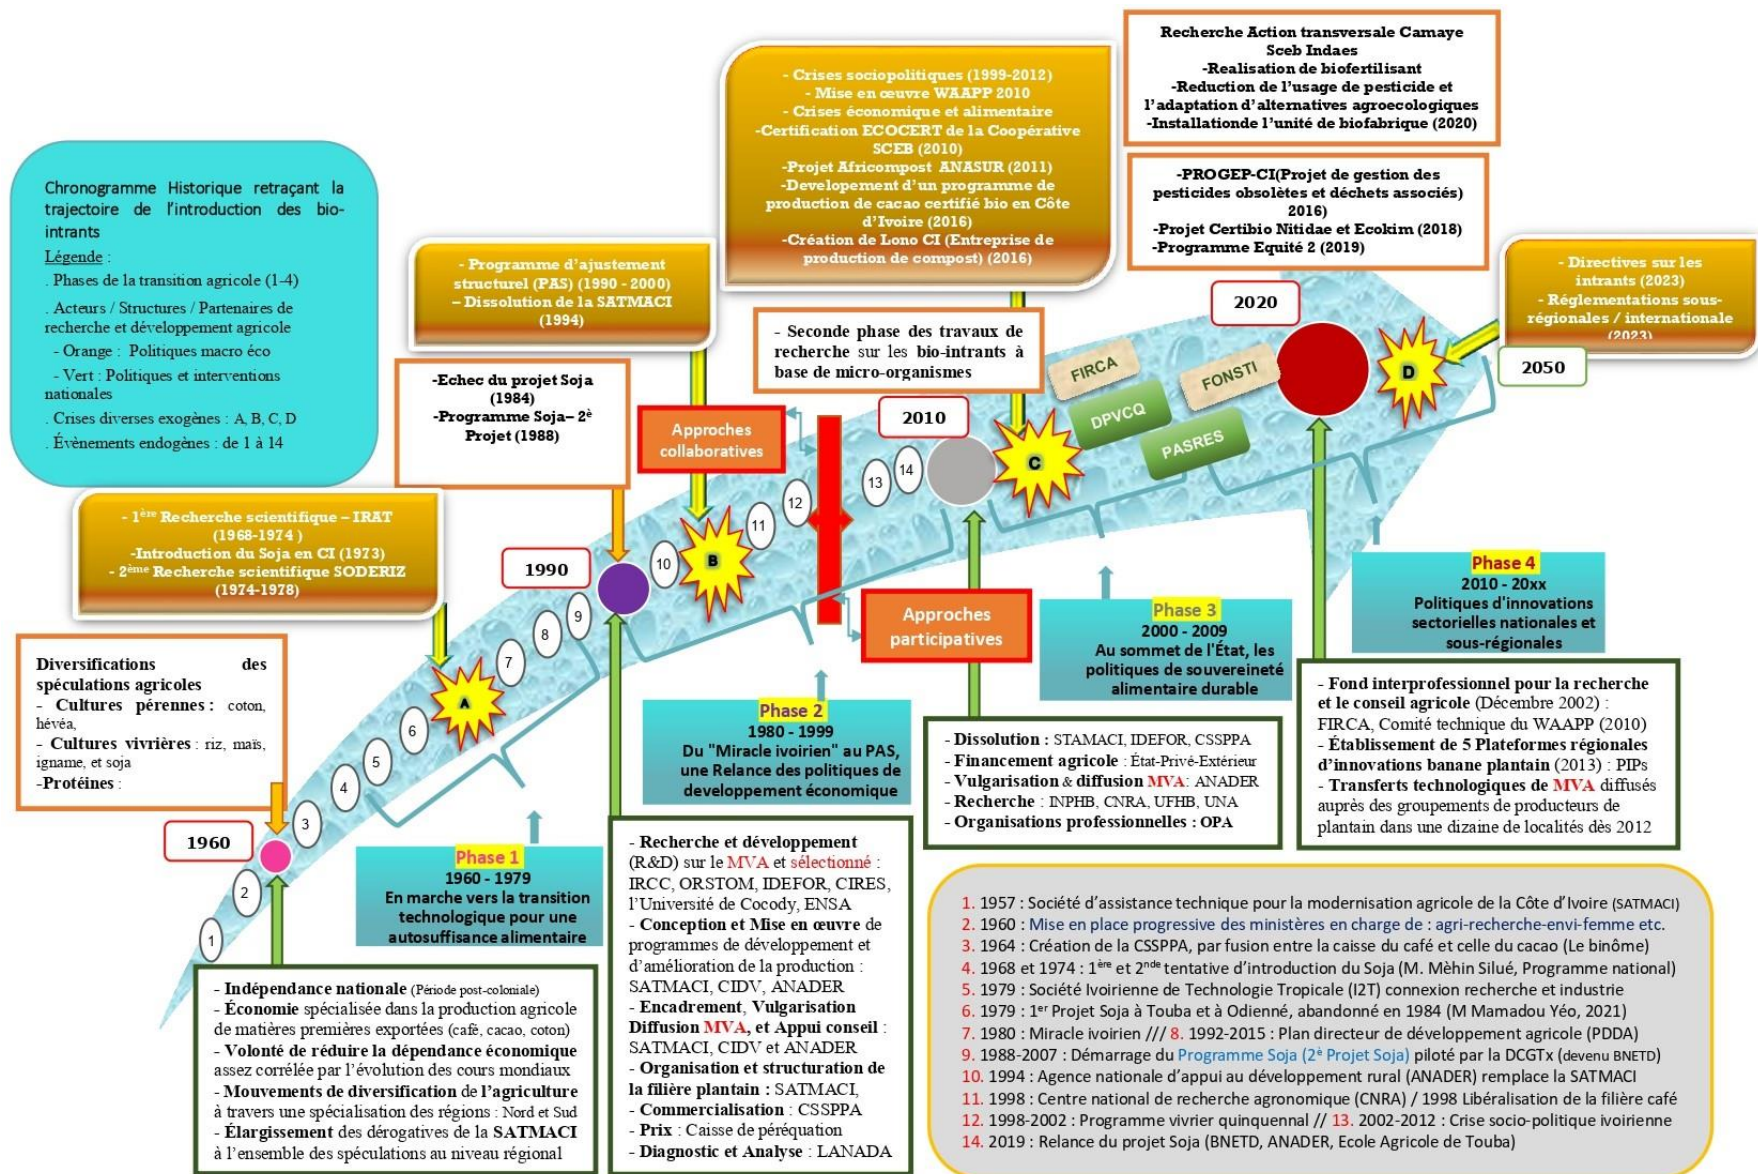 Chronogramme Historique retraçant la
trajectoire de l'introduction des bio-
intrants
Légende :
. Phases de la transition agricole (1-4)
. Acteurs / Structures / Partenaires de
recherche et développement agricole
- Orange : Politiques macro éco
- Vert : Politiques et interventions
nationales
. Crises diverses exogènes : A, B, C, D
. Évènements endogènes : de 1 à 14
- 1ère Recherche scientifique – IRAT
(1968-1974 )
-Introduction du Soja en CI (1973)
- 2ème Recherche scientifique SODERIZ
(1974-1978)
Diversifications des
spéculations agricoles
- Cultures pérennes : coton,
hévéa,
- Cultures vivrières : riz, maïs,
igname, et soja
-Protéines :
- Programme d'ajustement
structurel (PAS) (1990 - 2000)
– Dissolution de la SATMACI
(1994)
-Echec du projet Soja
(1984)
-Programme Soja– 2è
Projet (1988)
- Crises sociopolitiques (1999-2012)
- Mise en œuvre WAAPP 2010
- Crises économique et alimentaire
-Certification ECOCERT de la Coopérative
SCEB (2010)
-Projet Africompost ANASUR (2011)
-Developement d'un programme de
production de cacao certifié bio en Côte
d'Ivoire (2016)
-Création de Lono CI (Entreprise de
production de compost) (2016)
- Seconde phase des travaux de
recherche sur les bio-intrants à
base de micro-organismes
Recherche Action transversale Camaye
Sceb Indaes
-Realisation de biofertilisant
-Reduction de l'usage de pesticide et
l'adaptation d'alternatives agroecologiques
-Installationde l'unité de biofabrique (2020)
-PROGEP-CI(Projet de gestion des
pesticides obsolètes et déchets associés)
2016)
-Projet Certibio Nitidae et Ecokim (2018)
-Programme Equité 2 (2019)
- Directives sur les
intrants (2023)
- Réglementations sous-
régionales / internationale
(2023)
1960
1990
2010
2020
2050
Approches
collaboratives
Approches
participatives
FIRCA
DPVCQ
FONSTI
PASRES
1
2
3
4
5
6
A
7
8
9
10
B
11
12
13
14
C
D
Phase 1
1960 - 1979
En marche vers la transition
technologique pour une
autosuffisance alimentaire
Phase 2
1980 - 1999
Du "Miracle ivoirien" au PAS,
une Relance des politiques de
developpement économique
Phase 3
2000 - 2009
Au sommet de l'État, les
politiques de souvereineté
alimentaire durable
Phase 4
2010 - 20xx
Politiques d'innovations
sectorielles nationales et
sous-régionales
- Indépendance nationale (Période post-coloniale)
- Économie spécialisée dans la production agricole
de matières premières exportées (café, cacao, coton)
- Volonté de réduire la dépendance économique
assez corrélée par l'évolution des cours mondiaux
- Mouvements de diversification de l'agriculture
à travers une spécialisation des régions : Nord et Sud
- Élargissement des dérogatives de la SATMACI
à l'ensemble des spéculations au niveau régional
- Recherche et développement
(R&D) sur le MVA et sélectionné :
IRCC, ORSTOM, IDEFOR, CIRES,
l'Université de Cocody, ENSA
- Conception et Mise en œuvre de
programmes de développement et
d'amélioration de la production :
SATMACI, CIDV, ANADER
- Encadrement, Vulgarisation
Diffusion MVA, et Appui conseil :
SATMACI, CIDV et ANADER
- Organisation et structuration de
la filière plantain : SATMACI,
- Commercialisation : CSSPPA
- Prix : Caisse de péréquation
- Diagnostic et Analyse : LANADA
- Dissolution : STAMACI, IDEFOR, CSSPPA
- Financement agricole : État-Privé-Extérieur
- Vulgarisation & diffusion MVA: ANADER
- Recherche : INPHB, CNRA, UFHB, UNA
- Organisations professionnelles : OPA
- Fond interprofessionnel pour la recherche
et le conseil agricole (Décembre 2002) :
FIRCA, Comité technique du WAAPP (2010)
- Établissement de 5 Plateformes régionales
d'innovations banane plantain (2013) : PIPs
- Transferts technologiques de MVA diffusés
auprès des groupements de producteurs de
plantain dans une dizaine de localités dès 2012
1. 1957 : Société d'assistance technique pour la modernisation agricole de la Côte d'Ivoire (SATMACI)
2. 1960 : Mise en place progressive des ministères en charge de : agri-recherche-envi-femme etc.
3. 1964 : Création de la CSSPPA, par fusion entre la caisse du café et celle du cacao (Le binôme)
4. 1968 et 1974 : 1ère et 2nde tentative d'introduction du Soja (M. Mèhin Silué, Programme national)
5. 1979 : Société Ivoirienne de Technologie Tropicale (I2T) connexion recherche et industrie
6. 1979 : 1er Projet Soja à Touba et à Odienné, abandonné en 1984 (M Mamadou Yéo, 2021)
7. 1980 : Miracle ivoirien /// 8. 1992-2015 : Plan directeur de développement agricole (PDDA)
9. 1988-2007 : Démarrage du Programme Soja (2è Projet Soja) piloté par la DCGTx (devenu BNETD)
10. 1994 : Agence nationale d'appui au développement rural (ANADER) remplace la SATMACI
11. 1998 : Centre national de recherche agronomique (CNRA) / 1998 Libéralisation de la filière café
12. 1998-2002 : Programme vivrier quinquennal // 13. 2002-2012 : Crise socio-politique ivoirienne
14. 2019 : Relance du projet Soja (BNETD, ANADER, Ecole Agricole de Touba)